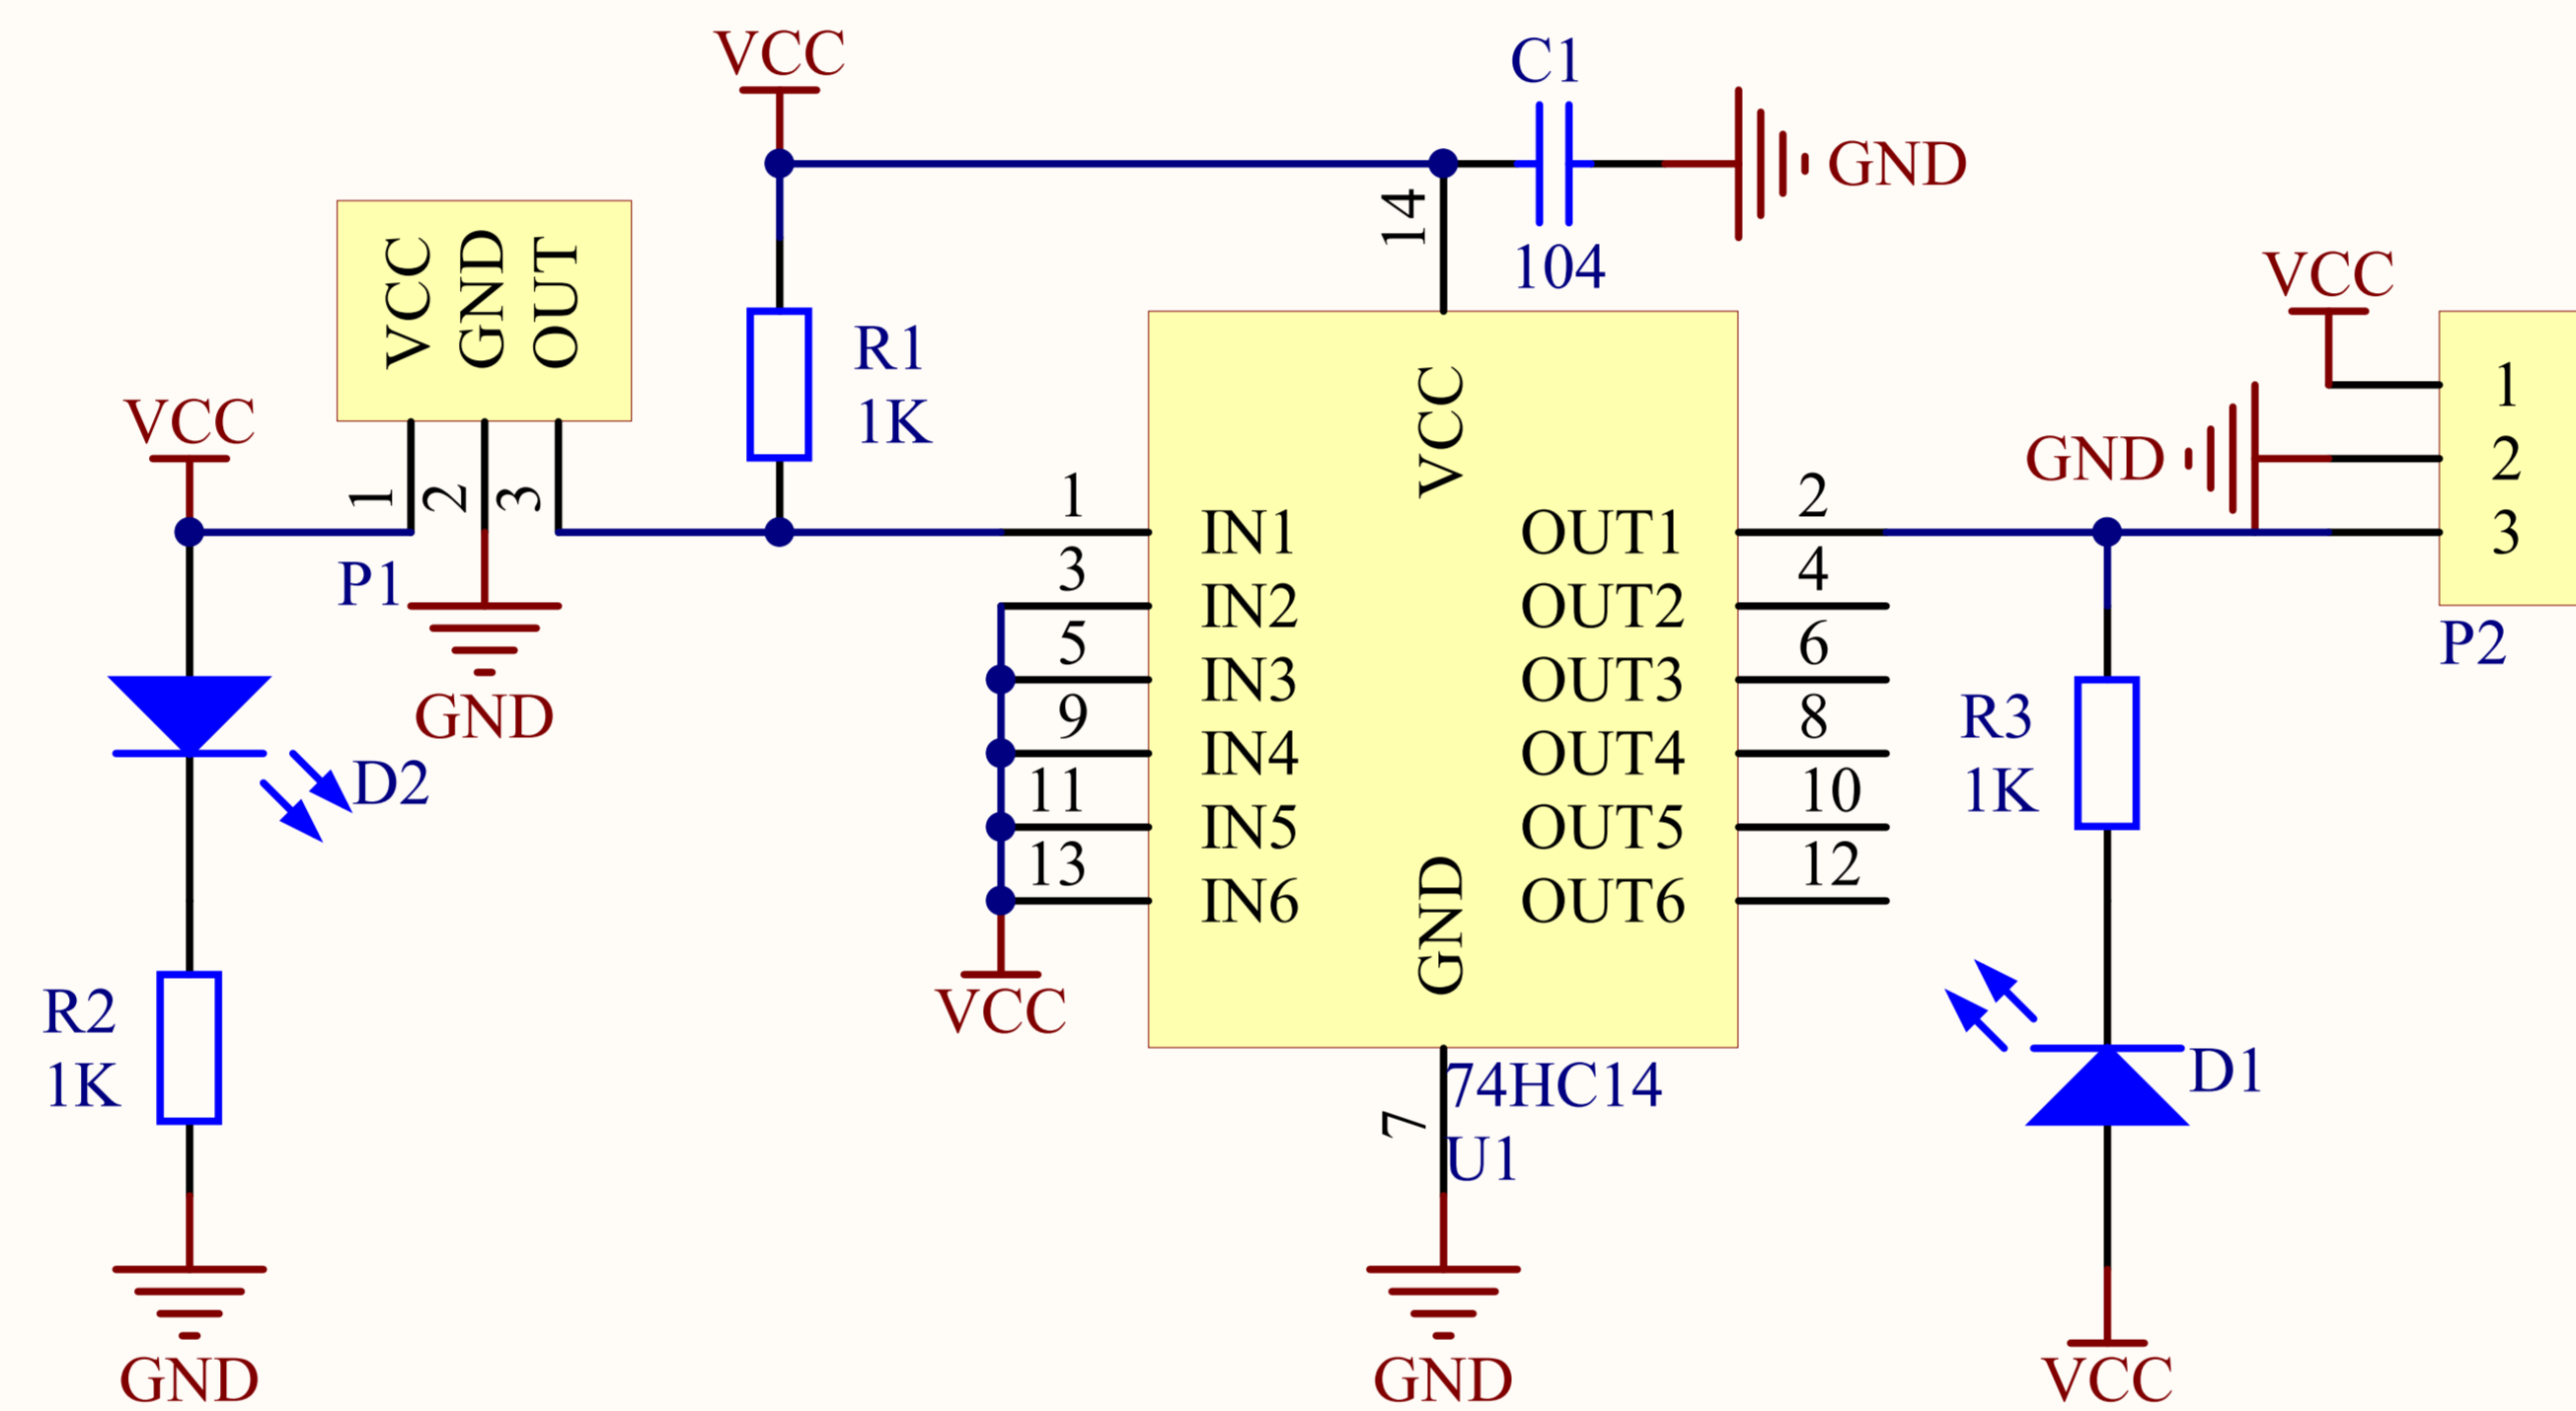 VCC
C1
GND
104
14
VCC
GND
OUT
VCC
1
2
3
P1
GND
D2
R2
1K
GND
R1
1K
1
3
5
9
11
13
VCC
IN1
IN2
IN3
IN4
IN5
IN6
VCC
GND
OUT1
OUT2
OUT3
OUT4
OUT5
OUT6
2
4
6
8
10
12
7
74HC14
U1
GND
VCC
GND
1
2
3
P2
R3
1K
D1
VCC